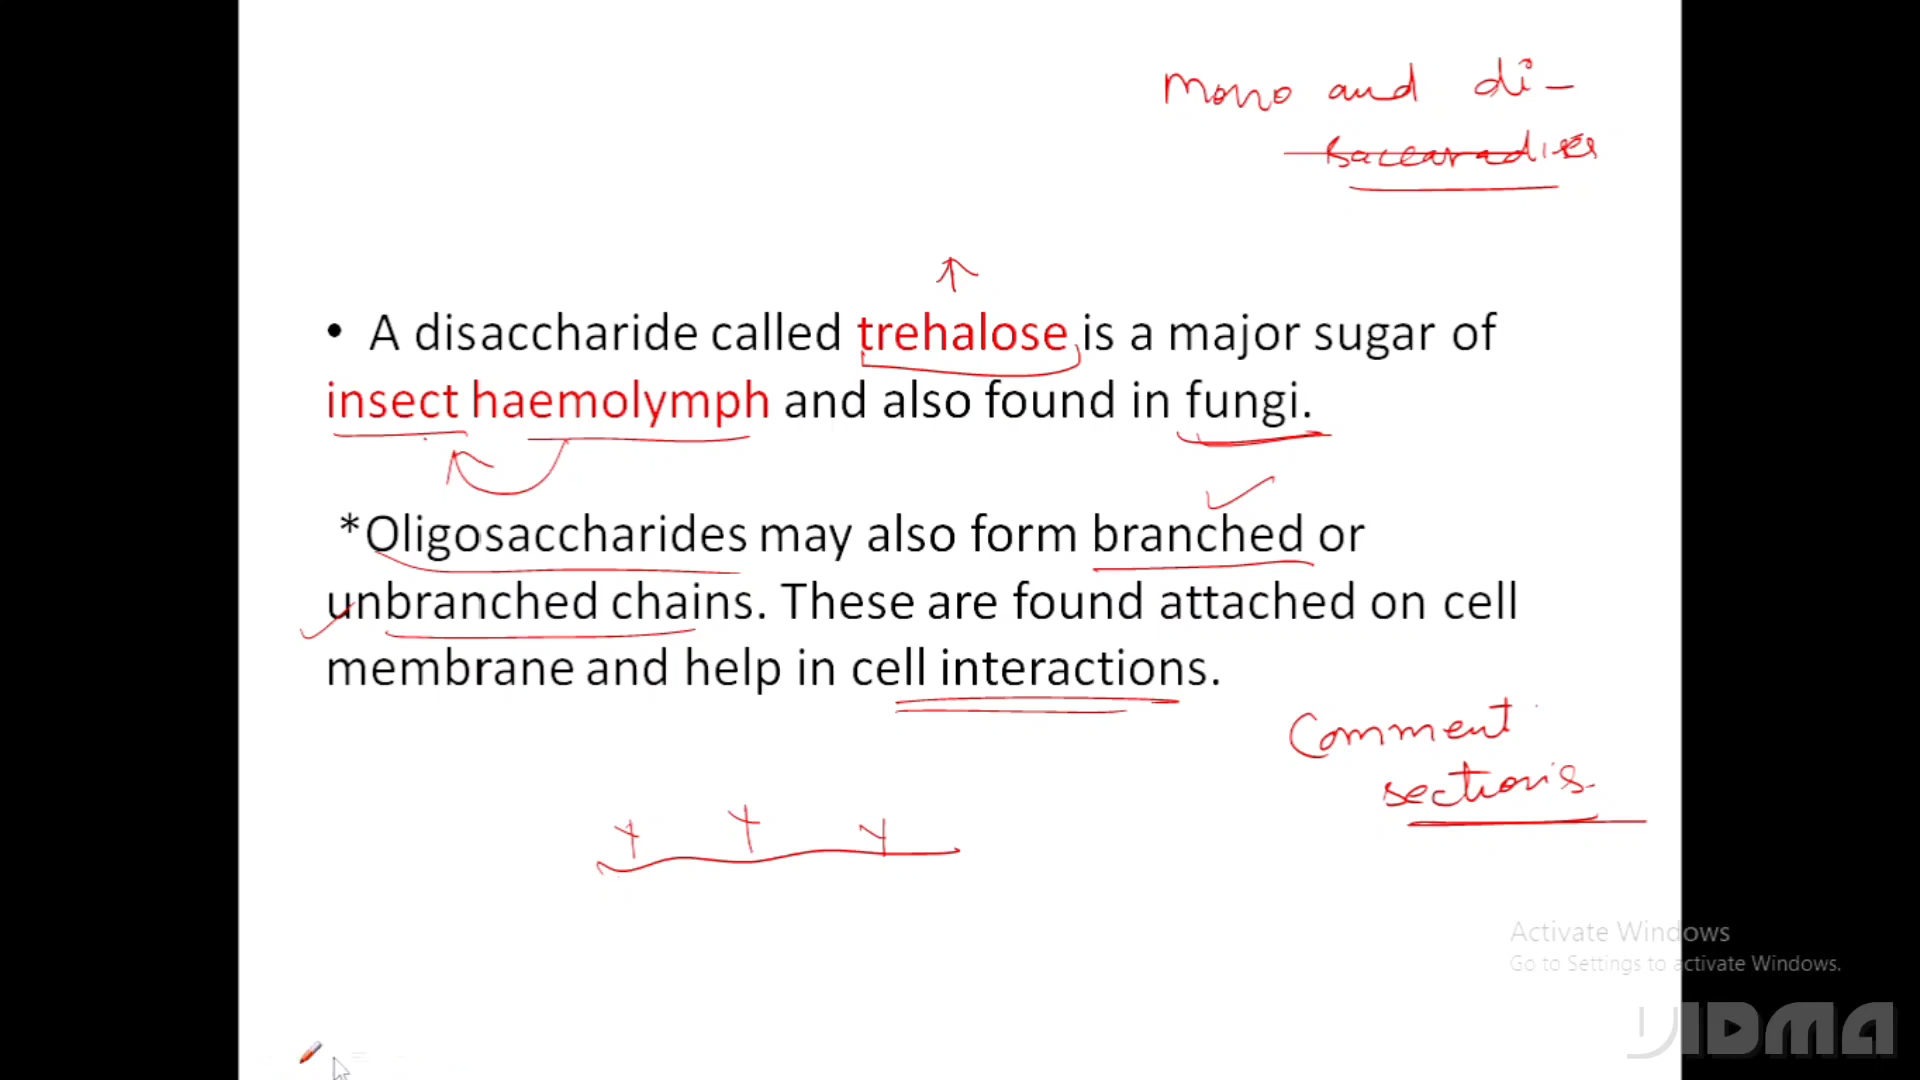 Mono and di-
saccaradies
• A disaccharide called trehalose is a major sugar of
insect haemolymph and also found in fungi.
*Oligosaccharides may also form branched or
unbranched chains. These are found attached on cell
membrane and help in cell interactions.
Comment
sections.
Activate Windows
Go to Settings to activate Windows.
VIDMA